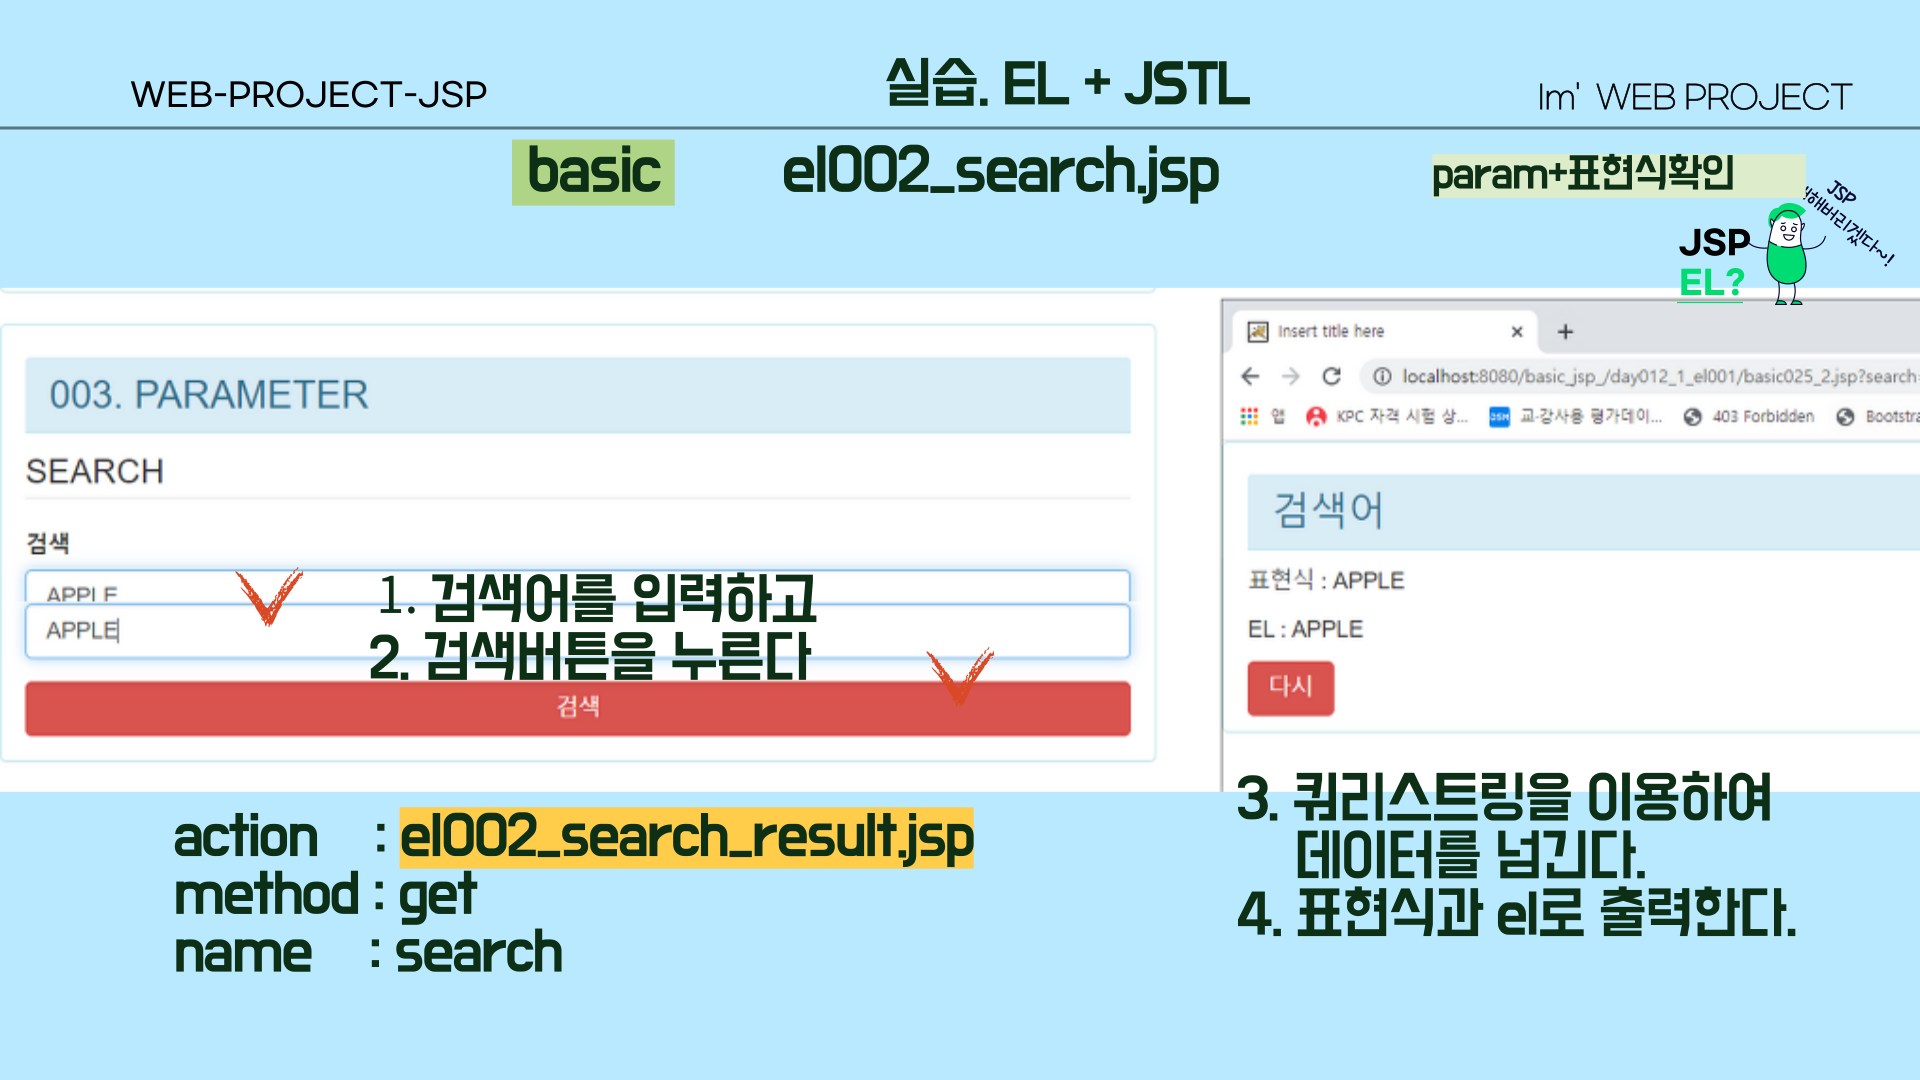 WEB-PROJECT-JSP
실습. EL + JSTL
Im' WEB PROJECT
basic
el002_search.jsp
param+표현식확인
JSP
해버리겠다~!
JSP
EL?
003. PARAMETER
SEARCH
검색
APPLE
APPLE
1. 검색어를 입력하고
2. 검색버튼을 누른다
검색
Insert title here
localhost:8080/basic_jsp_/day012_1_el001/basic025_2.jsp?search
앱
KPC 자격 시험 상...
교·강사용 평가데이...
403 Forbidden
Bootstra
검색어
표현식 : APPLE
EL : APPLE
다시
action : el002_search_result.jsp
method : get
name : search
3. 쿼리스트링을 이용하여
데이터를 넘긴다.
4. 표현식과 el로 출력한다.